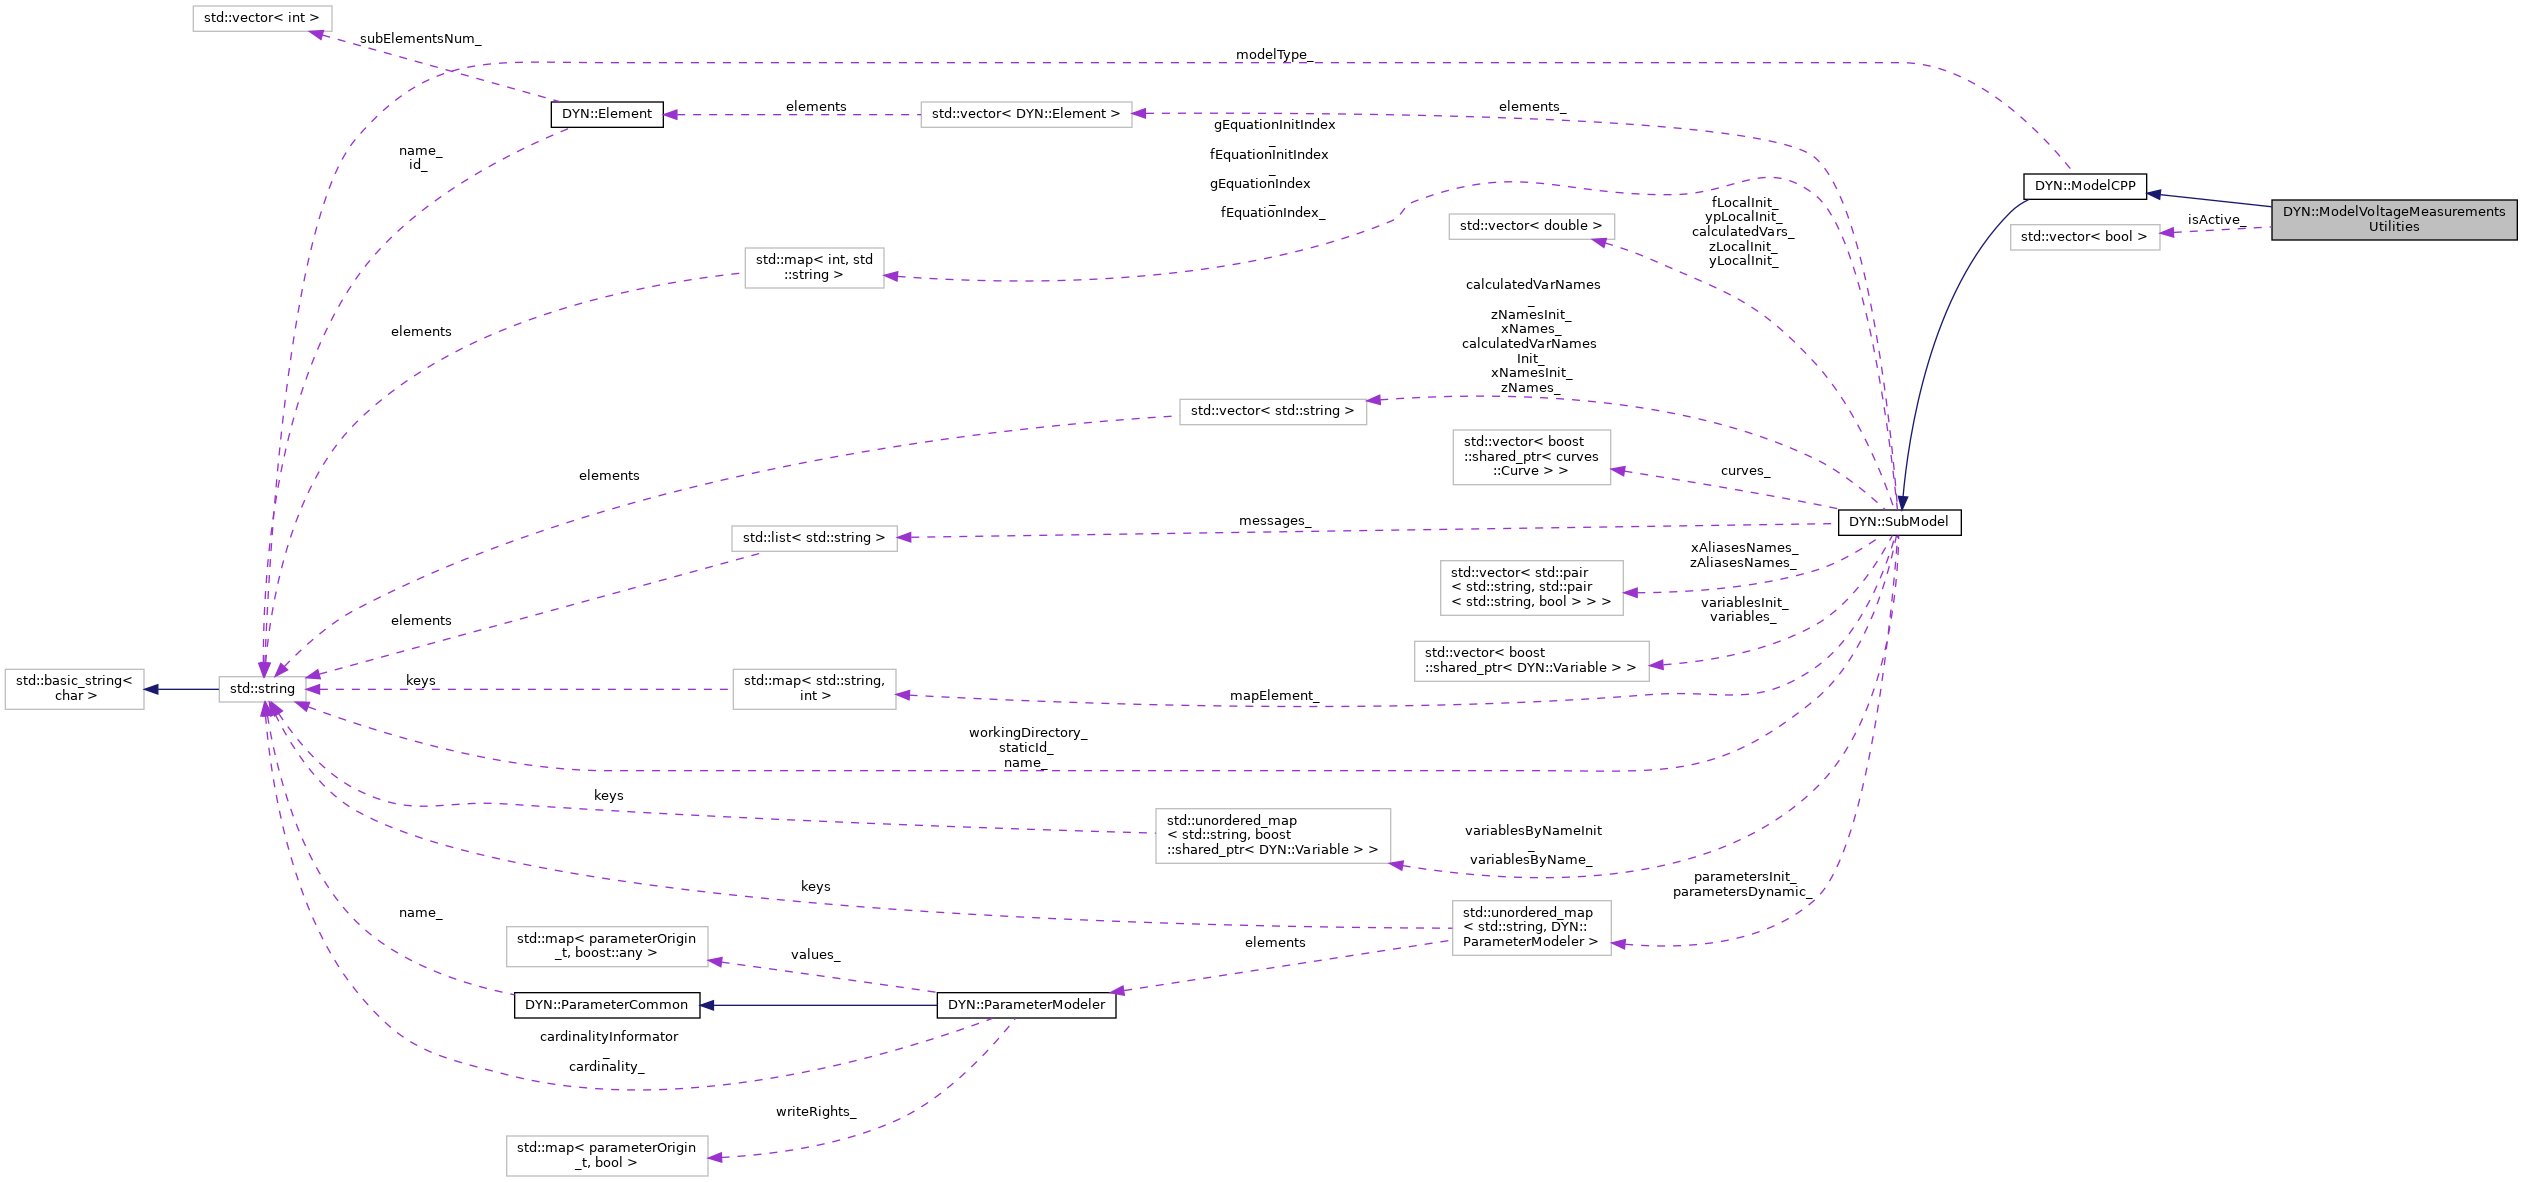 std::vector< int >
subElementsNum_
modelType_
DYN::Element
elements
std::vector< DYN::Element >
elements_
name_
id_
gEquationInitIndex
_
fEquationInitIndex
_
gEquationIndex
_
fEquationIndex_
DYN::ModelCPP
DYN::ModelVoltageMeasurements
Utilities
isActive_
std::vector< bool >
std::vector< double >
fLocalInit_
ypLocalInit_
calculatedVars_
zLocalInit_
yLocalInit_
std::map< int, std
::string >
elements
calculatedVarNames
_
zNamesInit_
xNames_
calculatedVarNames
Init_
xNamesInit_
zNames_
std::vector< std::string >
elements
std::vector< boost
::shared_ptr< curves
::Curve > >
curves_
DYN::SubModel
messages_
std::list< std::string >
elements
xAliasesNames_
zAliasesNames_
std::vector< std::pair
< std::string, std::pair
< std::string, bool > > >
variablesInit_
variables_
std::vector< boost
::shared_ptr< DYN::Variable > >
std::basic_string<
char >
std::string
keys
std::map< std::string,
int >
mapElement_
workingDirectory_
staticId_
name_
keys
std::unordered_map
< std::string, boost
::shared_ptr< DYN::Variable > >
variablesByNameInit
_
variablesByName_
keys
parametersInit_
parametersDynamic_
std::unordered_map
< std::string, DYN::
ParameterModeler >
elements
name_
std::map< parameterOrigin
_t, boost::any >
values_
DYN::ParameterCommon
DYN::ParameterModeler
cardinalityInformator
_
cardinality_
writeRights_
std::map< parameterOrigin
_t, bool >